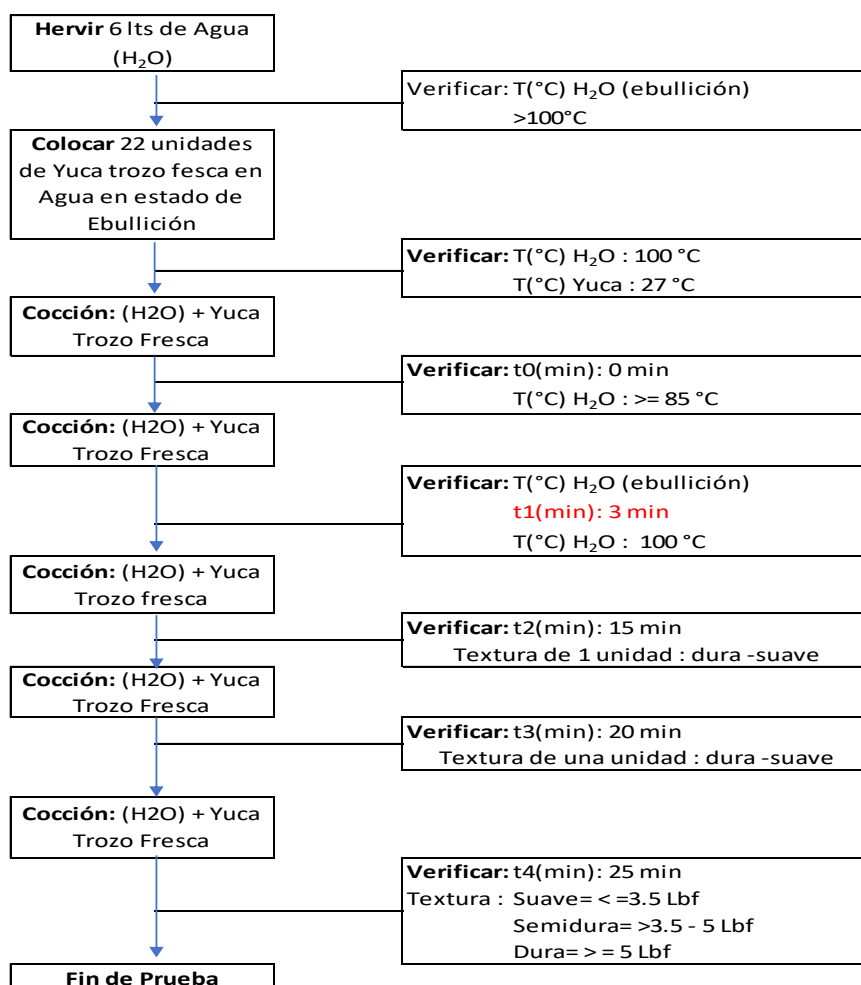 Hervir 6 lts de Agua
(H₂O)
Verificar: T(°C) H₂O (ebullición)
>100°C
Colocar 22 unidades
de Yuca trozo fesca en
Agua en estado de
Ebullición
Verificar: T(°C) H₂O : 100 °C
T(°C) Yuca : 27 °C
Cocción: (H2O) + Yuca
Trozo Fresca
Verificar: t0(min): 0 min
T(°C) H₂O : >= 85 °C
Cocción: (H2O) + Yuca
Trozo Fresca
Verificar: T(°C) H₂O (ebullición)
t1(min): 3 min
T(°C) H₂O : 100 °C
Cocción: (H2O) + Yuca
Trozo fresca
Verificar: t2(min): 15 min
Textura de 1 unidad : dura -suave
Cocción: (H2O) + Yuca
Trozo Fresca
Verificar: t3(min): 20 min
Textura de una unidad : dura -suave
Cocción: (H2O) + Yuca
Trozo Fresca
Verificar: t4(min): 25 min
Textura : Suave= < =3.5 Lbf
Semidura= >3.5 - 5 Lbf
Dura= > = 5 Lbf
Fin de Prueba